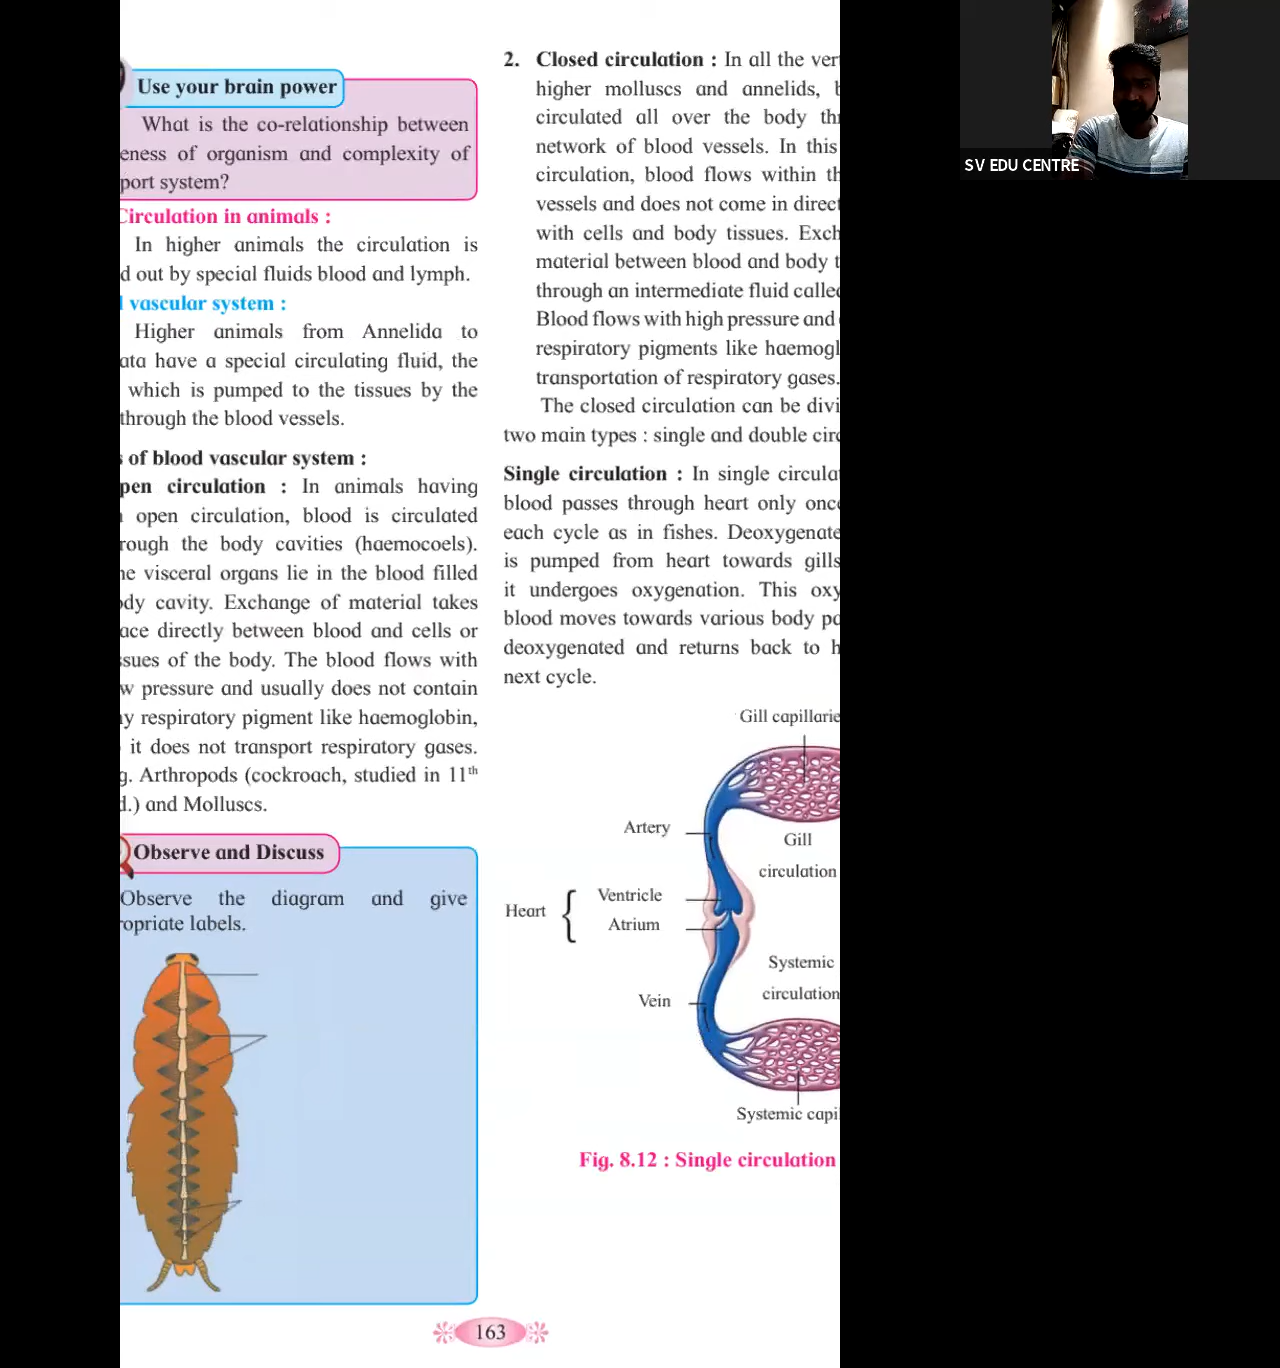 Use your brain power
What is the co-relationship between
eness of organism and complexity of
port system?
Circulation in animals :
In higher animals the circulation is
d out by special fluids blood and lymph.
vascular system :
Higher animals from Annelida to
ata have a special circulating fluid, the
which is pumped to the tissues by the
through the blood vessels.
s of blood vascular system :
pen circulation : In animals having
open circulation, blood is circulated
rough the body cavities (haemocoels).
he visceral organs lie in the blood filled
ody cavity. Exchange of material takes
ace directly between blood and cells or
ssues of the body. The blood flows with
w pressure and usually does not contain
ny respiratory pigment like haemoglobin,
it does not transport respiratory gases.
g. Arthropods (cockroach, studied in 11th
d.) and Molluscs.
Observe and Discuss
Observe the diagram and give
ropriate labels.
2. Closed circulation : In all the ver
higher molluscs and annelids, b
circulated all over the body thr
network of blood vessels. In this
circulation, blood flows within th
vessels and does not come in direct
with cells and body tissues. Exch
material between blood and body t
through an intermediate fluid called
Blood flows with high pressure and
respiratory pigments like haemogl
transportation of respiratory gases.
The closed circulation can be divi
two main types : single and double circ
Single circulation : In single circulat
blood passes through heart only once
each cycle as in fishes. Deoxygenate
is pumped from heart towards gills
it undergoes oxygenation. This oxy
blood moves towards various body pa
deoxygenated and returns back to h
next cycle.
Gill capillarie
Artery
Gill
circulation
Heart
Ventricle
Atrium
Systemic
circulation
Vein
Systemic capil
Fig. 8.12 : Single circulation
163
SV EDU CENTRE